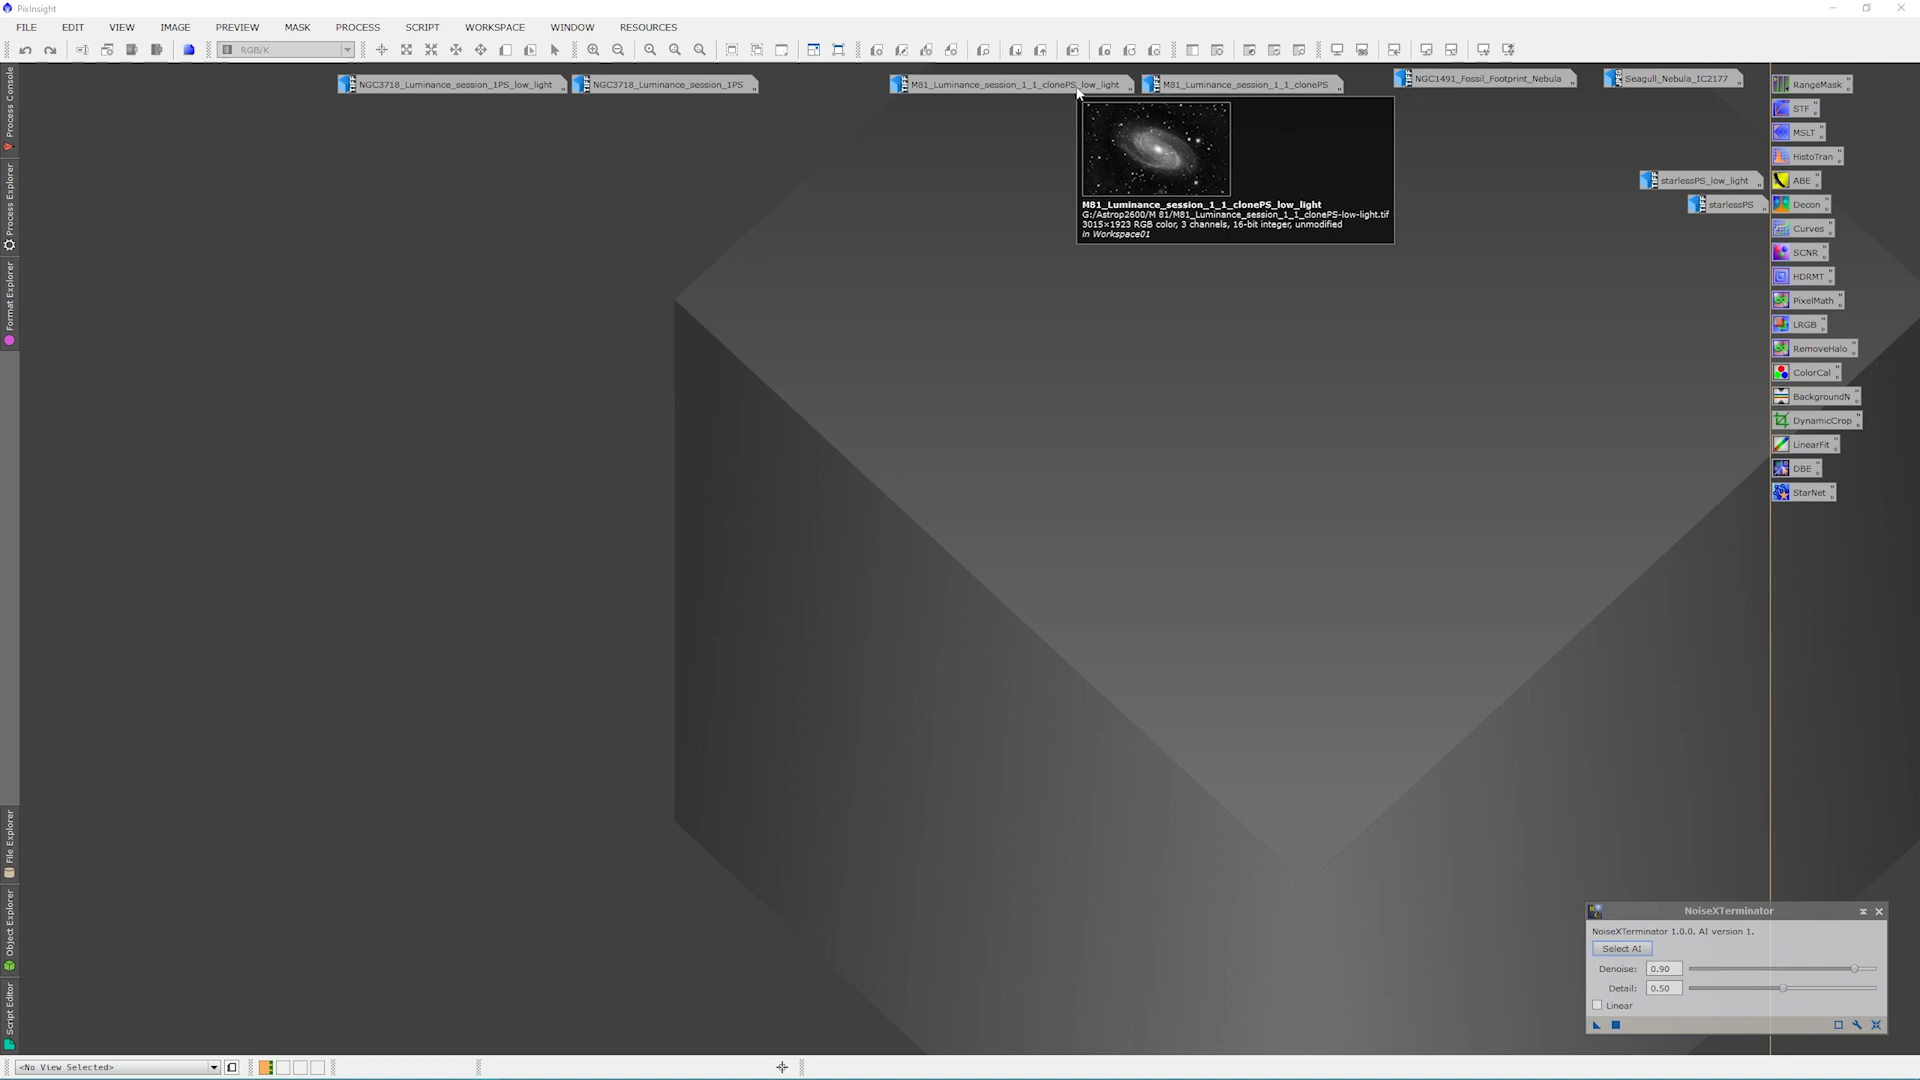 PixInsight
FILE EDIT VIEW IMAGE PREVIEW MASK PROCESS SCRIPT WORKSPACE WINDOW RESOURCES
RGB/K
NGC3718_Luminance_session_1PS_low_light
NGC3718_Luminance_session_1PS
M81_Luminance_session_1_1_clonePS_low_light
M81_Luminance_session_1_1_clonePS
NGC1491_Fossil_Footprint_Nebula
Seagull_Nebula_IC2177
M81_Luminance_session_1_1_clonePS_low_light
G:/Astrop2600/M 81/M81_Luminance_session_1_1_clonePS-low-light.tif
3015×1923 RGB color, 3 channels, 16-bit integer, unmodified
in Workspace01
starlessPS_low_light
starlessPS
RangeMask
STF
MSLT
HistoTran
ABE
Decon
Curves
SCNR
HDRMT
PixelMath
LRGB
RemoveHalo
ColorCal
BackgroundN
DynamicCrop
LinearFit
DBE
StarNet
Process Console
Process Explorer
Format Explorer
File Explorer
Object Explorer
Script Editor
NoiseXTerminator
NoiseXTerminator 1.0.0. AI version 1.
Select AI
Denoise: 0.90
Detail: 0.50
Linear
<No View Selected>